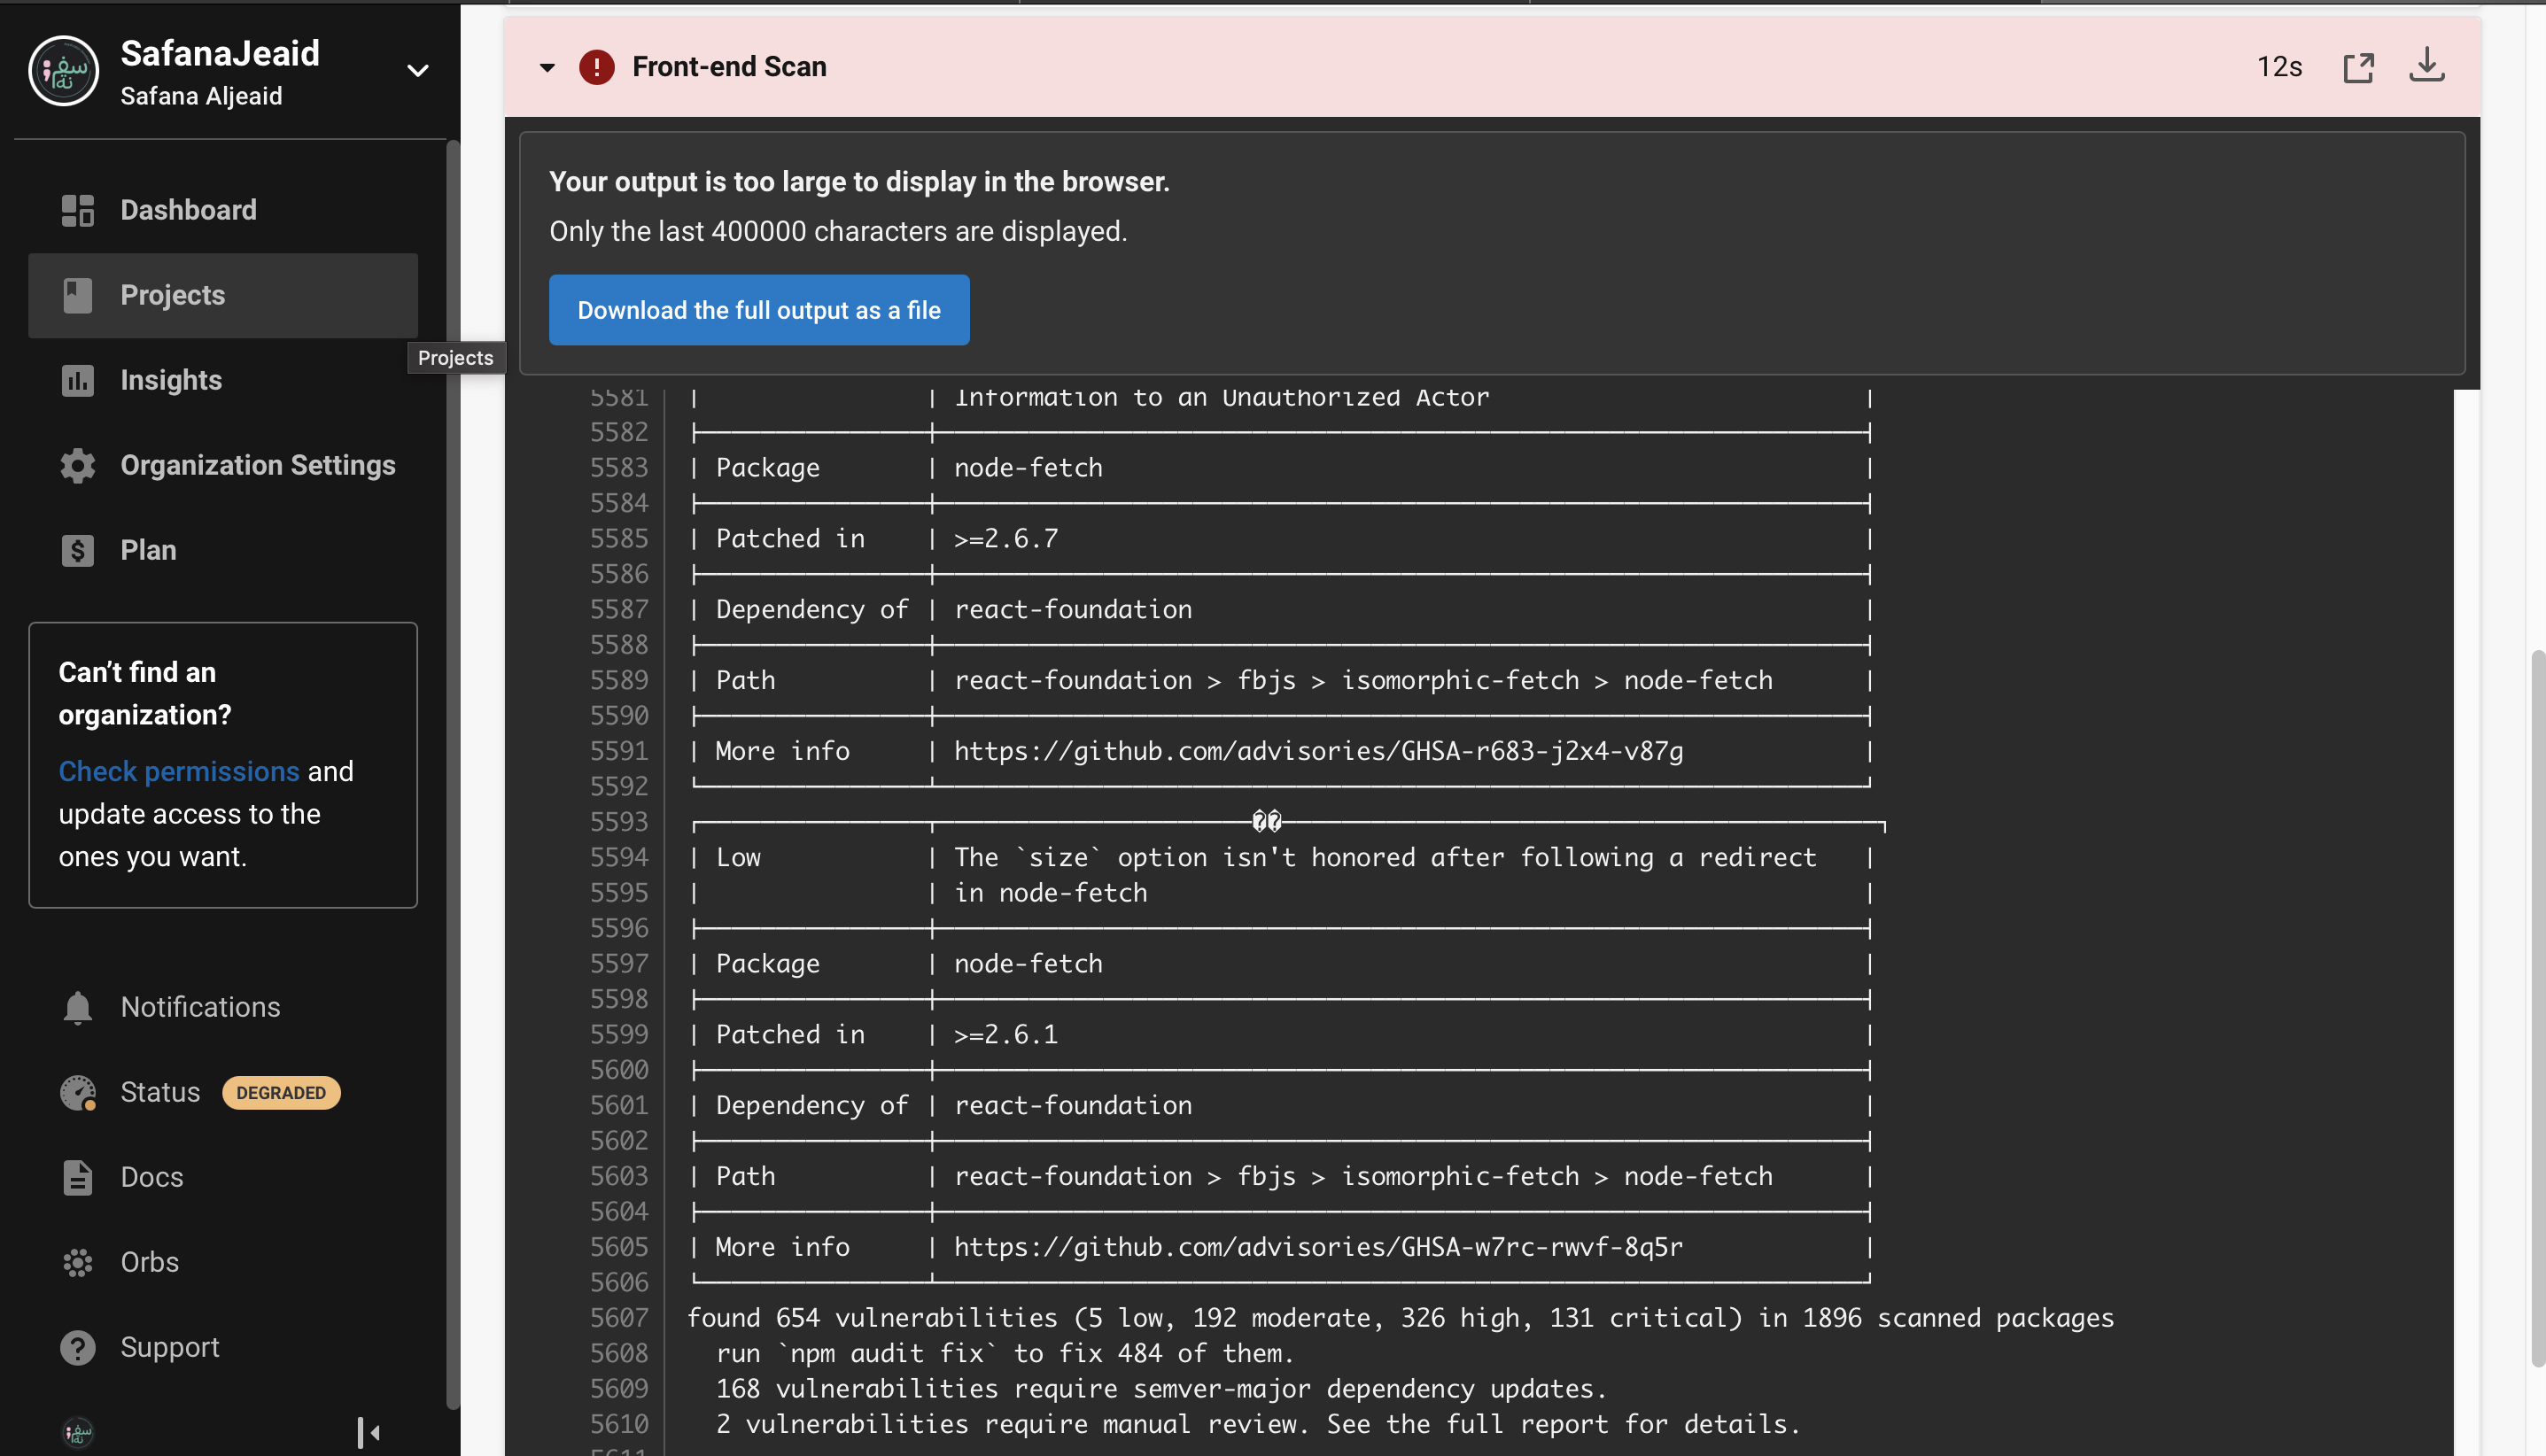 SafanaJeaid
Safana Aljeaid
Dashboard
Projects
Projects
Insights
Organization Settings
Plan
Can't find an
organization?
Check permissions and
update access to the
ones you want.
Notifications
Status DEGRADED
Docs
Orbs
Support
Front-end Scan 12s
Your output is too large to display in the browser.
Only the last 400000 characters are displayed.
Download the full output as a file
5581 | | Information to an Unauthorized Actor |
5582
5583 | Package | node-fetch |
5584
5585 | Patched in | >=2.6.7 |
5586
5587 | Dependency of | react-foundation |
5588
5589 | Path | react-foundation > fbjs > isomorphic-fetch > node-fetch |
5590
5591 | More info | https://github.com/advisories/GHSA-r683-j2x4-v87g |
5592
5593 ��
5594 | Low | The `size` option isn't honored after following a redirect |
5595 | | in node-fetch |
5596
5597 | Package | node-fetch |
5598
5599 | Patched in | >=2.6.1 |
5600
5601 | Dependency of | react-foundation |
5602
5603 | Path | react-foundation > fbjs > isomorphic-fetch > node-fetch |
5604
5605 | More info | https://github.com/advisories/GHSA-w7rc-rwvf-8q5r |
5606
5607 found 654 vulnerabilities (5 low, 192 moderate, 326 high, 131 critical) in 1896 scanned packages
5608 run `npm audit fix` to fix 484 of them.
5609 168 vulnerabilities require semver-major dependency updates.
5610 2 vulnerabilities require manual review. See the full report for details.
5611